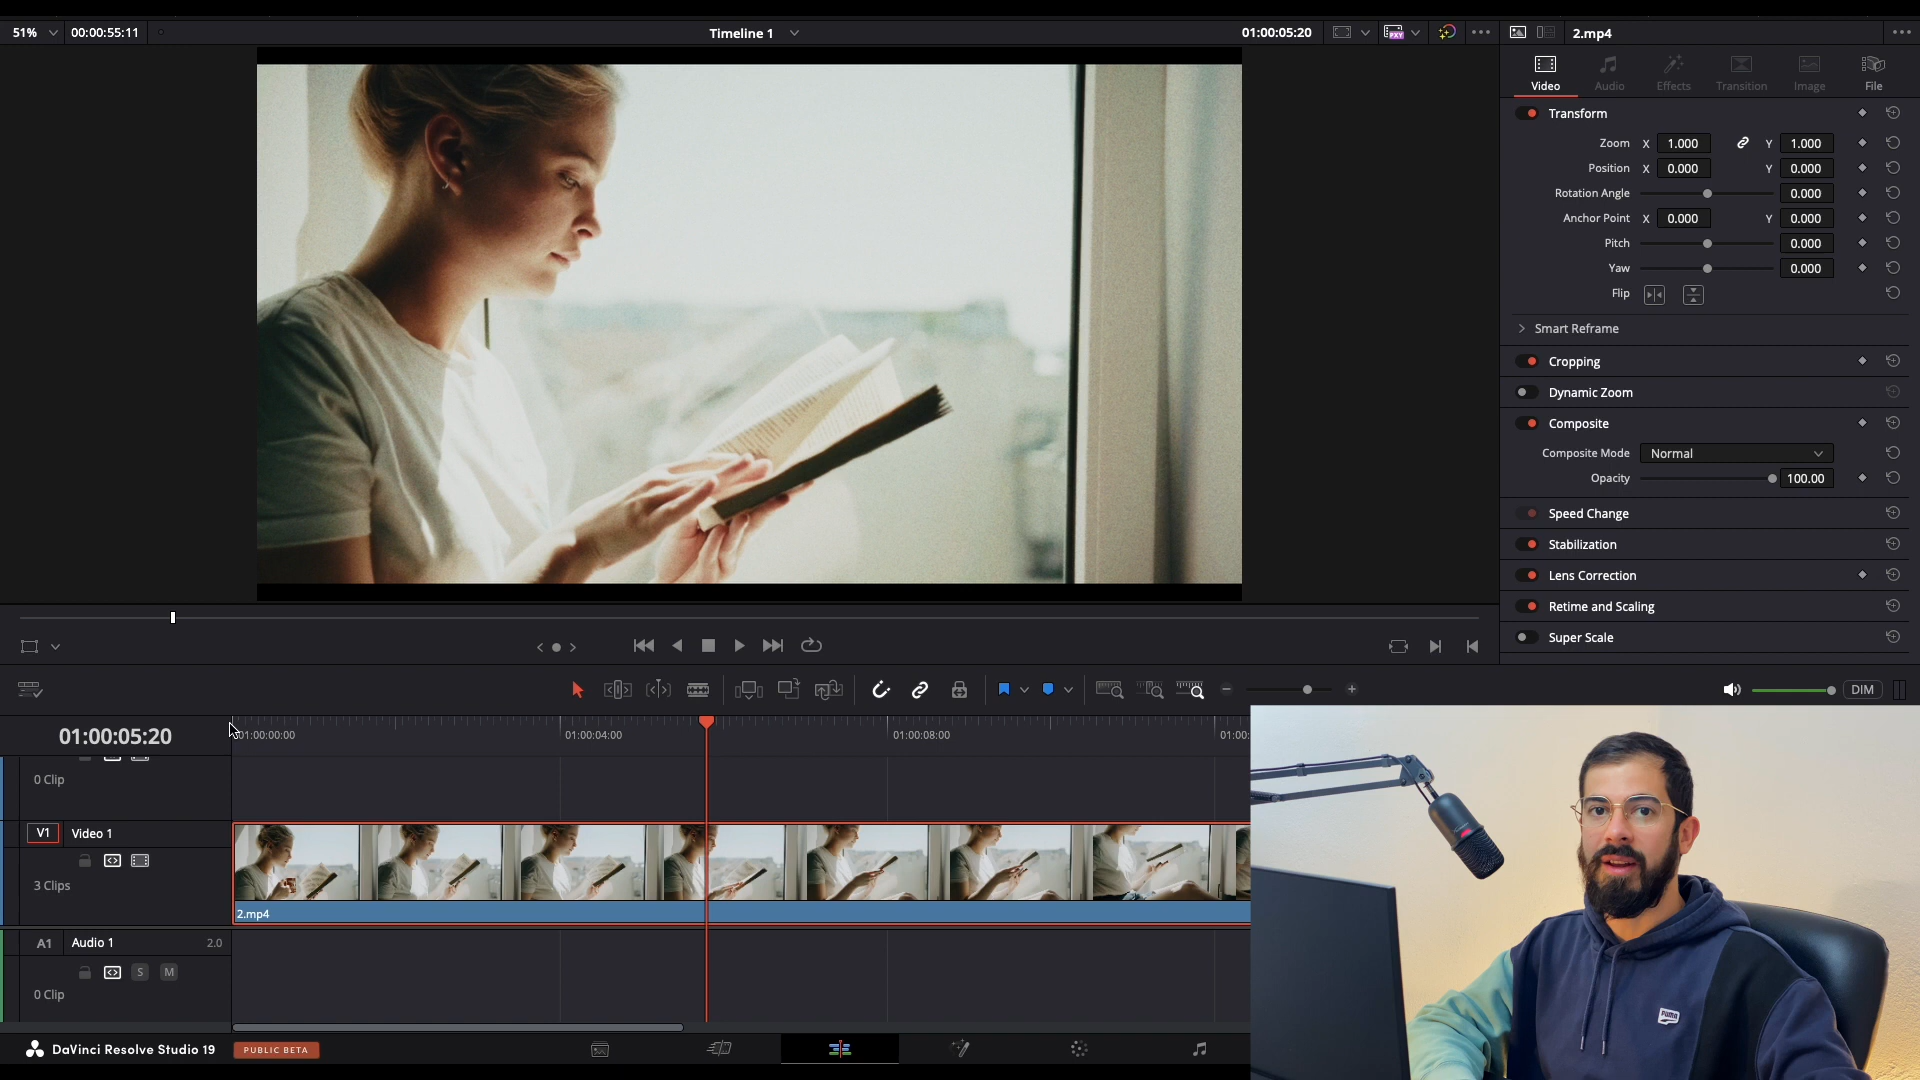 51%
00:00:55:11
Timeline 1
01:00:05:20
PXY
2.mp4
Video
Audio
Effects
Transition
Image
File
Transform
Zoom X 1.000 Y 1.000
Position X 0.000 Y 0.000
Rotation Angle 0.000
Anchor Point X 0.000 Y 0.000
Pitch 0.000
Yaw 0.000
Flip
Smart Reframe
Cropping
Dynamic Zoom
Composite
Composite Mode Normal
Opacity 100.00
Speed Change
Stabilization
Lens Correction
Retime and Scaling
Super Scale
DIM
01:00:05:20
01:00:00:00
01:00:04:00
01:00:08:00
01:00:
0 Clip
V1 Video 1
3 Clips
2.mp4
A1 Audio 1 2.0
S M
0 Clip
DaVinci Resolve Studio 19
PUBLIC BETA
PUMA